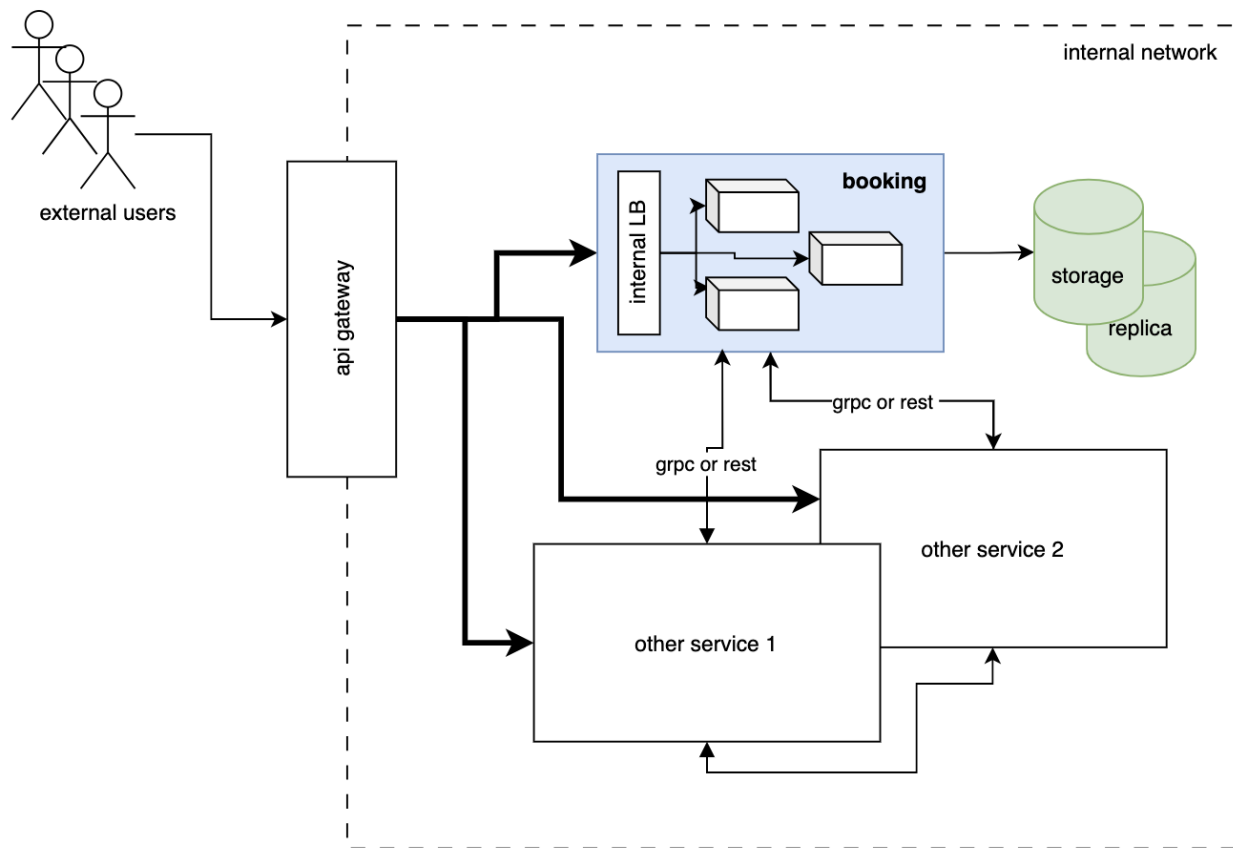 internal network
external users
api gateway
booking
internal LB
storage
replica
grpc or rest
grpc or rest
other service 2
other service 1